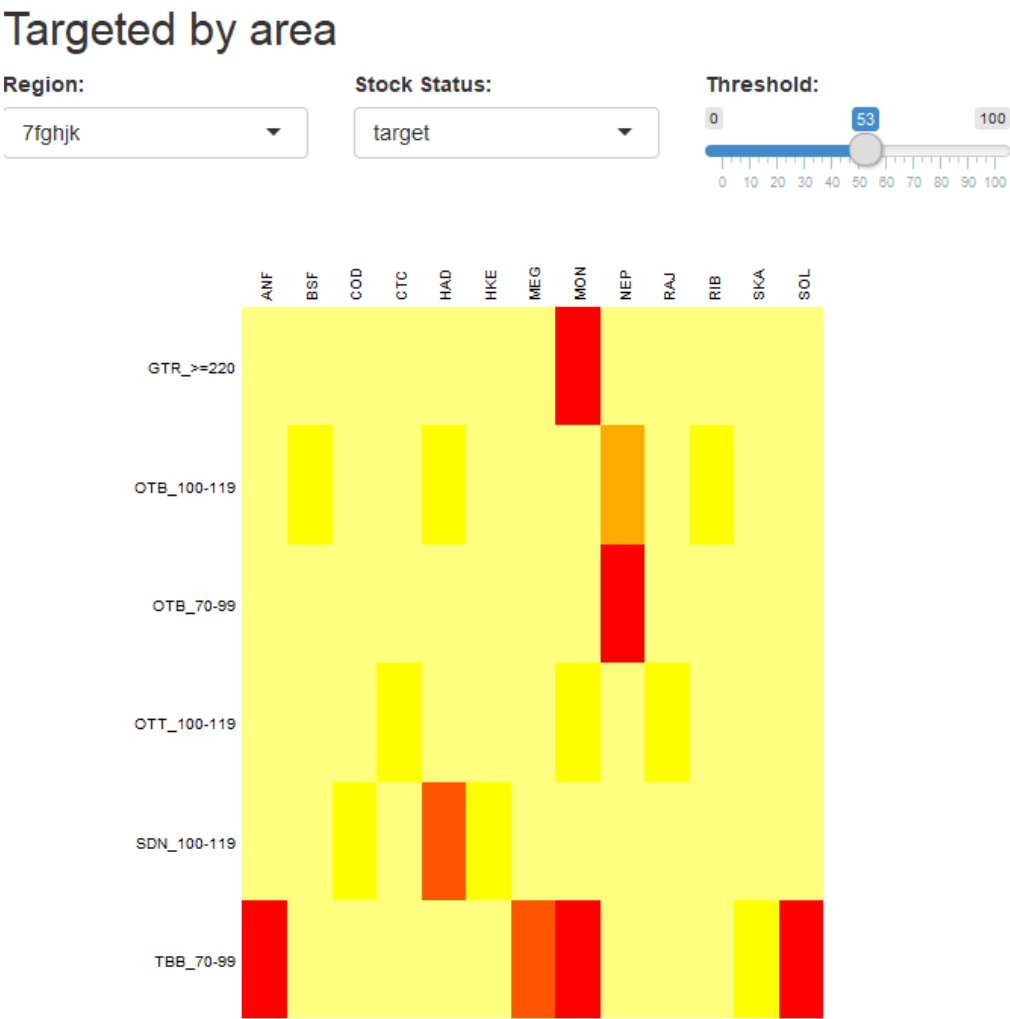 Targeted by area
Region: Stock Status: Threshold:
7fghjk target 0 53 100
0 10 20 30 40 50 60 70 80 90 100
ANF BSF COD CTC HAD HKE MEG MON NEP RAJ RIB SKA SOL
GTR_>=220
OTB_100-119
OTB_70-99
OTT_100-119
SDN_100-119
TBB_70-99